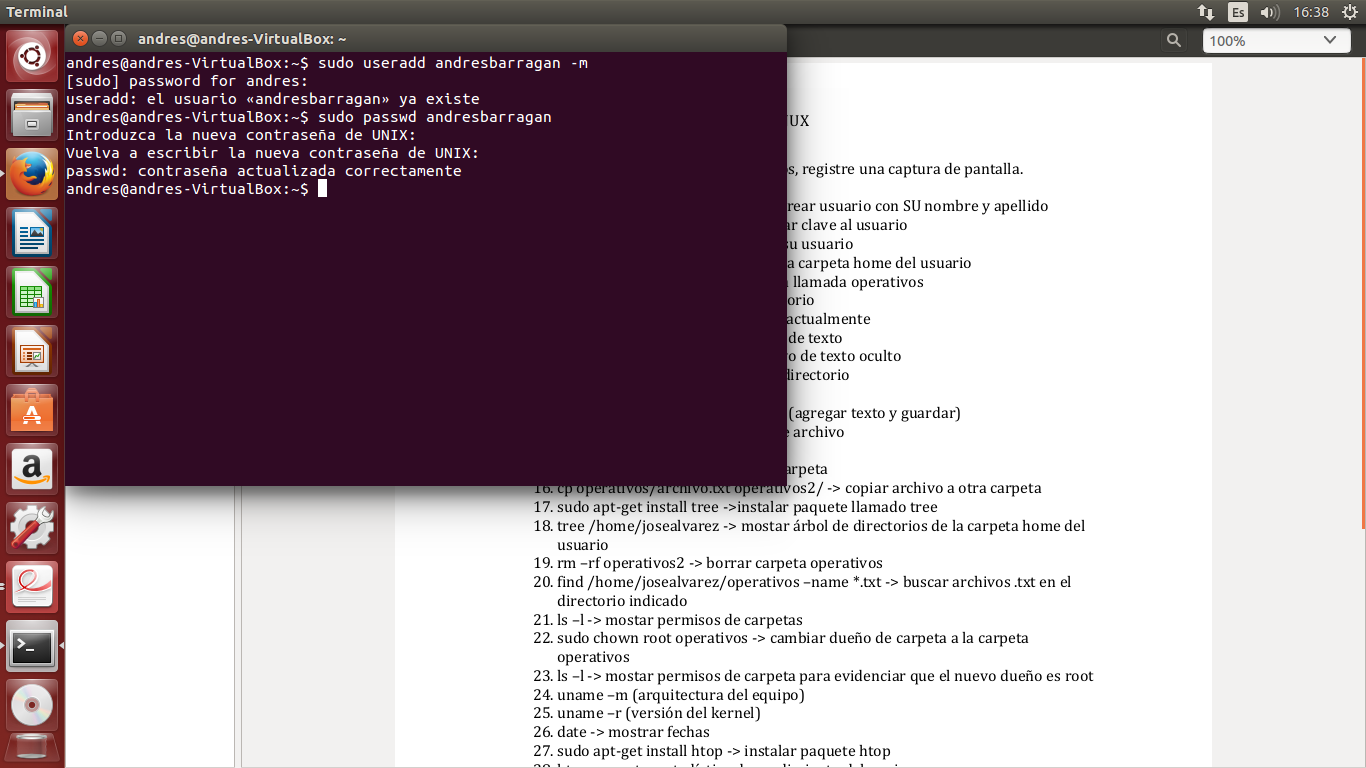 Terminal
Es
16:38
andres@andres-VirtualBox: ~
100%
andres@andres-VirtualBox:~$ sudo useradd andresbarragan -m
[sudo] password for andres:
useradd: el usuario «andresbarragan» ya existe
andres@andres-VirtualBox:~$ sudo passwd andresbarragan
Introduzca la nueva contraseña de UNIX:
Vuelva a escribir la nueva contraseña de UNIX:
passwd: contraseña actualizada correctamente
andres@andres-VirtualBox:~$
UX
s, registre una captura de pantalla.
rear usuario con SU nombre y apellido
ar clave al usuario
su usuario
a carpeta home del usuario
llamada operativos
orio
actualmente
de texto
o de texto oculto
directorio
(agregar texto y guardar)
e archivo
arpeta
16. cp operativos/archivo.txt operativos2/ -> copiar archivo a otra carpeta
17. sudo apt-get install tree ->instalar paquete llamado tree
18. tree /home/josealvarez -> mostar árbol de directorios de la carpeta home del
usuario
19. rm –rf operativos2 -> borrar carpeta operativos
20. find /home/josealvarez/operativos –name *.txt -> buscar archivos .txt en el
directorio indicado
21. ls –l -> mostar permisos de carpetas
22. sudo chown root operativos -> cambiar dueño de carpeta a la carpeta
operativos
23. ls –l -> mostar permisos de carpeta para evidenciar que el nuevo dueño es root
24. uname –m (arquitectura del equipo)
25. uname –r (versión del kernel)
26. date -> mostrar fechas
27. sudo apt-get install htop -> instalar paquete htop